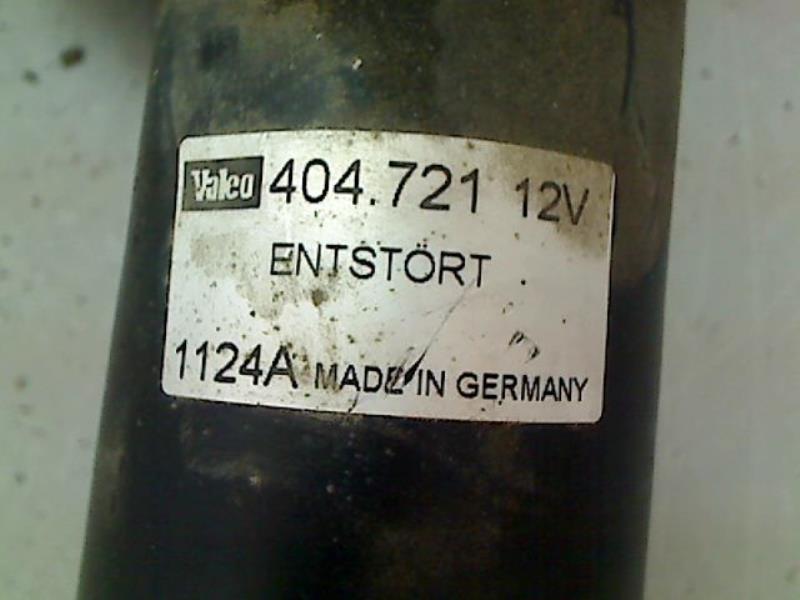 Valeo 404.721 12V
ENTSTÖRT
1124A MADE IN GERMANY